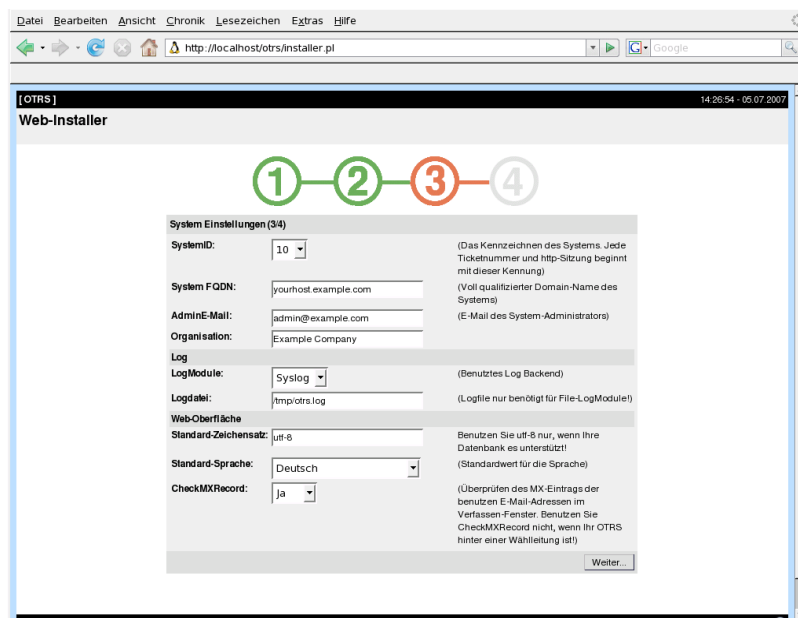 Datei Bearbeiten Ansicht Chronik Lesezeichen Extras Hilfe
http://localhost/otrs/installer.pl
G Google
[ OTRS ] 14:26:54 - 05.07.2007
Web-Installer
1 2 3 4
System Einstellungen (3/4)
SystemID: 10 (Das Kennzeichen des Systems. Jede
Ticketnummer und http-Sitzung beginnt
mit dieser Kennung)
System FQDN: yourhost.example.com (Voll qualifizierter Domain-Name des
Systems)
AdminE-Mail: admin@example.com (E-Mail des System-Administrators)
Organisation: Example Company
Log
LogModule: Syslog (Benutztes Log Backend)
Logdatei: /tmp/otrs.log (Logfile nur benötigt für File-LogModule!)
Web-Oberfläche
Standard-Zeichensatz: utf-8 Benutzen Sie utf-8 nur, wenn Ihre
Datenbank es unterstützt!
Standard-Sprache: Deutsch (Standardwert für die Sprache)
CheckMXRecord: Ja (Überprüfen des MX-Eintrags der
benutzen E-Mail-Adressen im
Verfassen-Fenster. Benutzen Sie
CheckMXRecord nicht, wenn Ihr OTRS
hinter einer Wählleitung ist!)
Weiter...